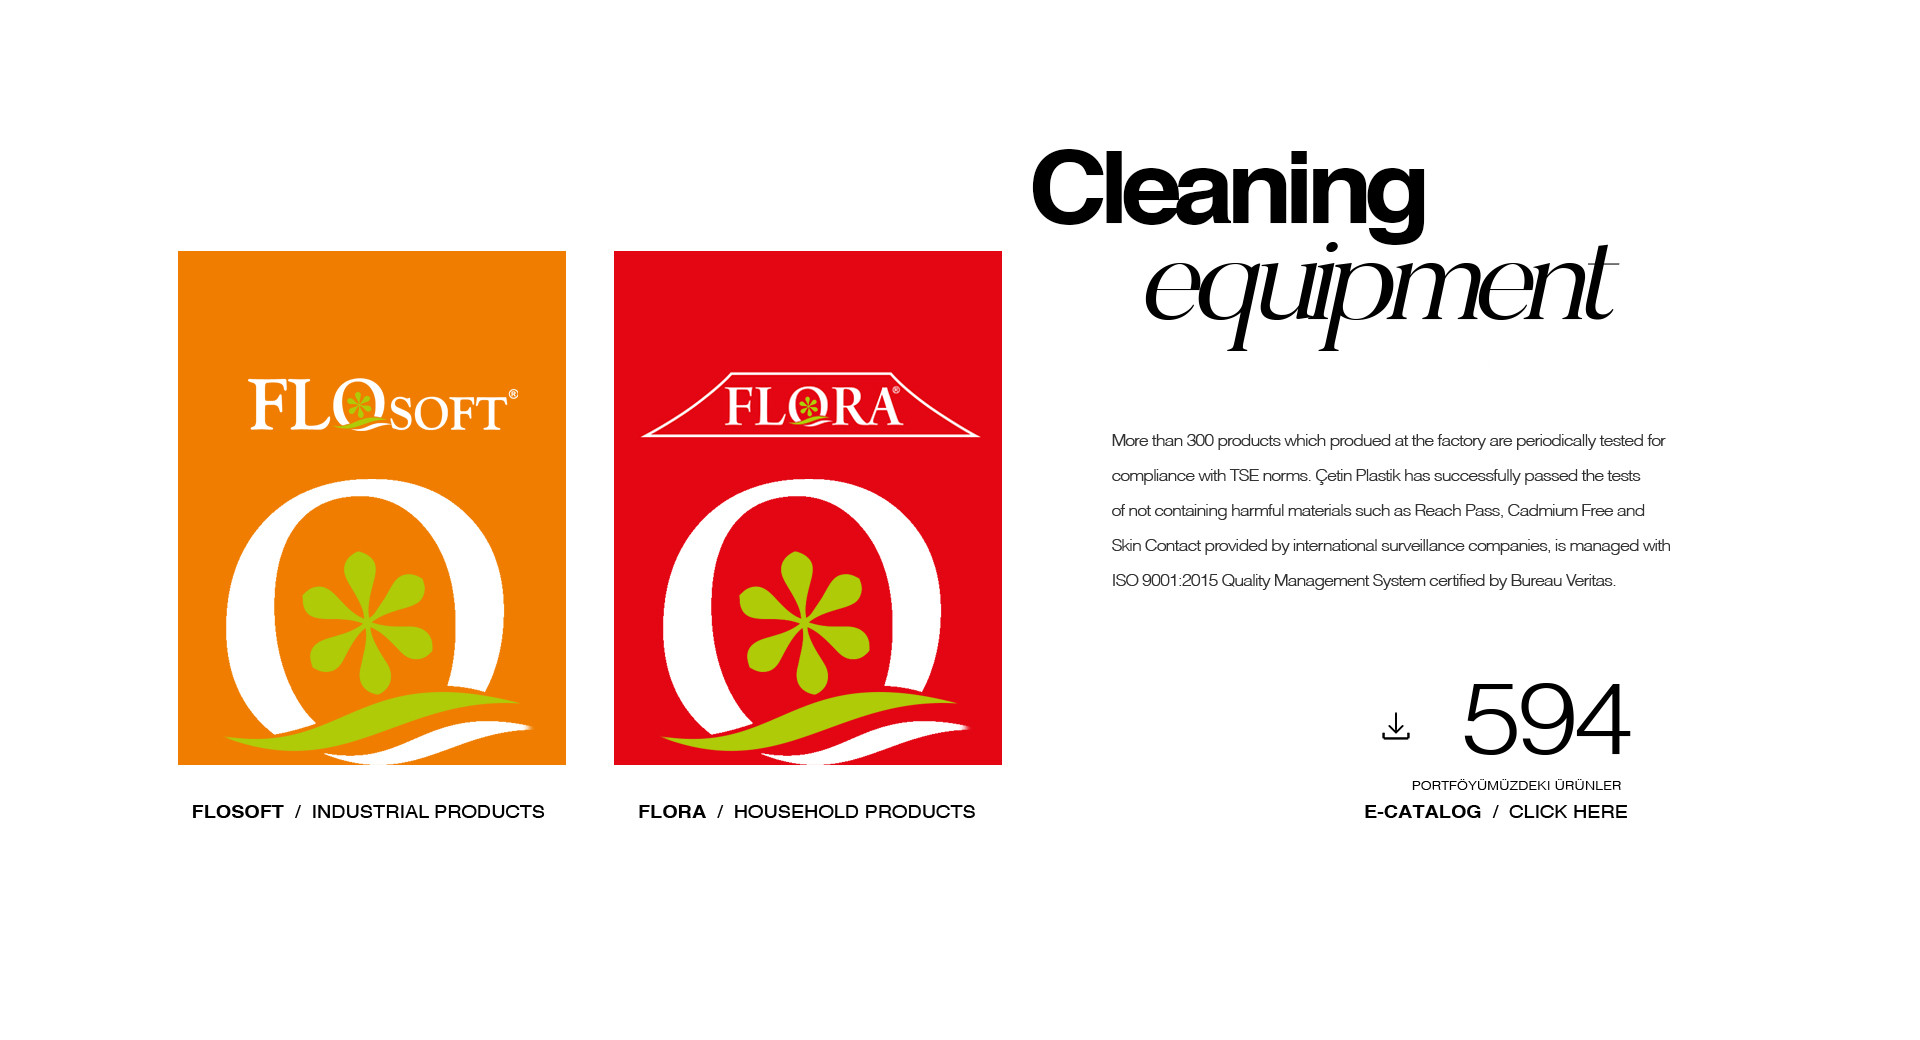 Cleaning
equipment
FLOSOFT®
FLORA®
More than 300 products which produed at the factory are periodically tested for
compliance with TSE norms. Çetin Plastik has successfully passed the tests
of not containing harmful materials such as Reach Pass, Cadmium Free and
Skin Contact provided by international surveillance companies, is managed with
ISO 9001:2015 Quality Management System certified by Bureau Veritas.
594
PORTFÖYÜMÜZDEKI ÜRÜNLER
FLOSOFT / INDUSTRIAL PRODUCTS
FLORA / HOUSEHOLD PRODUCTS
E-CATALOG / CLICK HERE